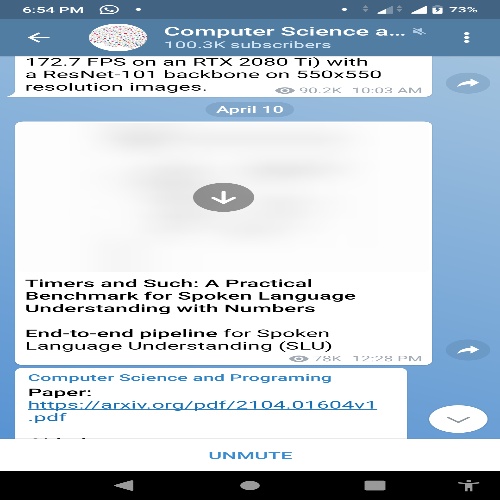 6:54 PM
73%
Computer Science a...
100.3K subscribers
172.7 FPS on an RTX 2080 Ti) with
a ResNet-101 backbone on 550x550
resolution images.
90.2K 10:03 AM
April 10
Timers and Such: A Practical
Benchmark for Spoken Language
Understanding with Numbers
End-to-end pipeline for Spoken
Language Understanding (SLU)
78K 12:28 PM
Computer Science and Programing
Paper:
https://arxiv.org/pdf/2104.01604v1
.pdf
UNMUTE